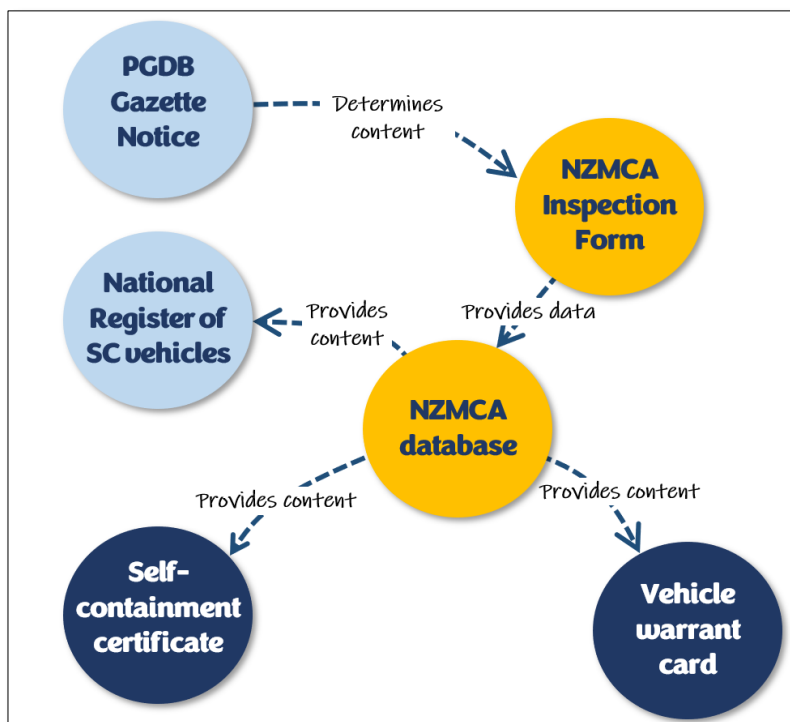 PGDB
Gazette
Notice
Determines
content
NZMCA
Inspection
Form
National
Register of
SC vehicles
Provides
content
Provides data
NZMCA
database
Provides content
Provides content
Self-
containment
certificate
Vehicle
warrant
card